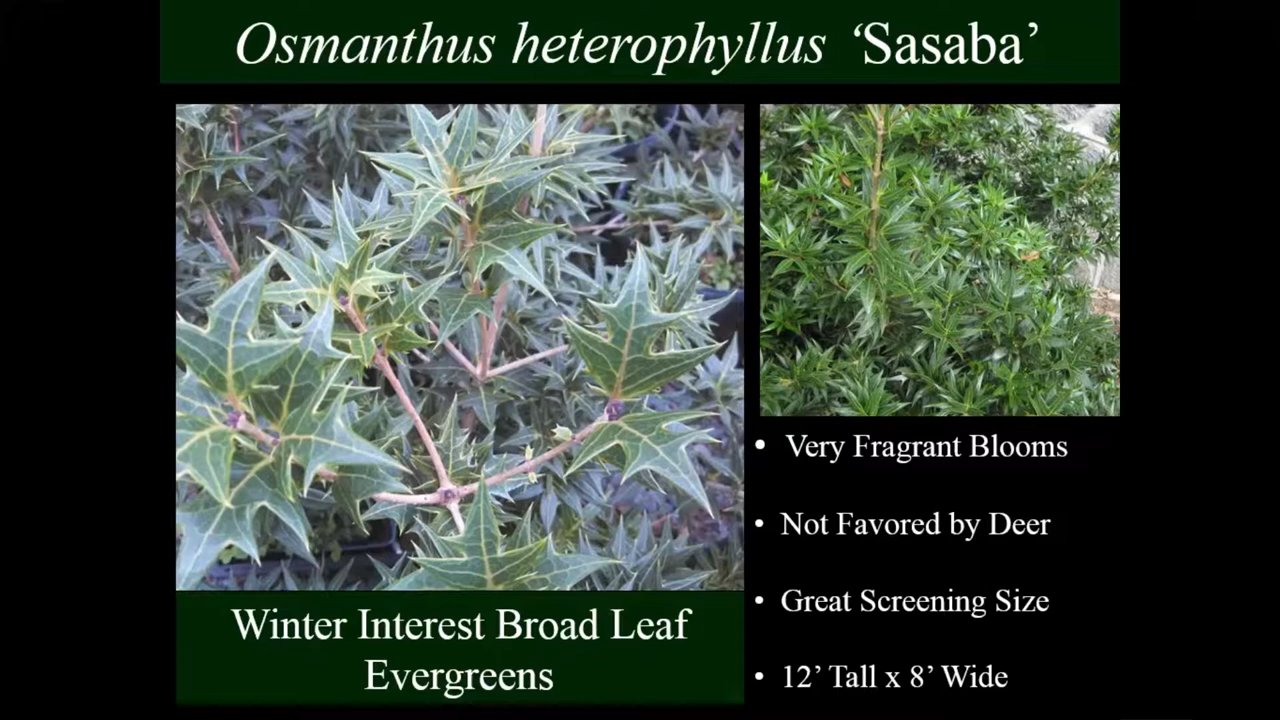 Osmanthus heterophyllus ‘Sasaba’
Winter Interest Broad Leaf
Evergreens
• Very Fragrant Blooms
• Not Favored by Deer
• Great Screening Size
• 12’ Tall x 8’ Wide